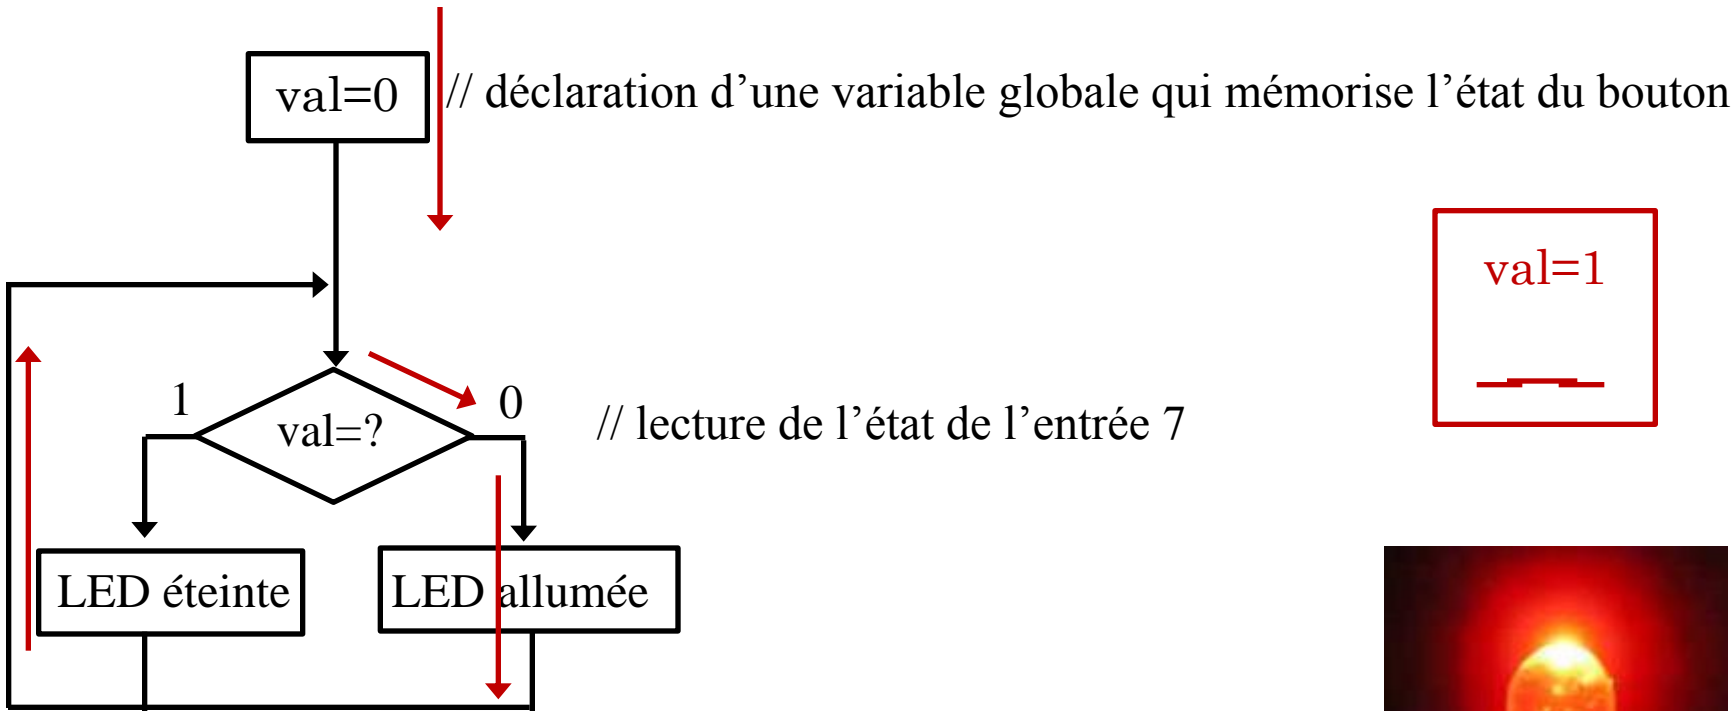 val=0
// déclaration d’une variable globale qui mémorise l’état du bouton
val=1
1
0
val=?
// lecture de l’état de l’entrée 7
LED éteinte
LED allumée